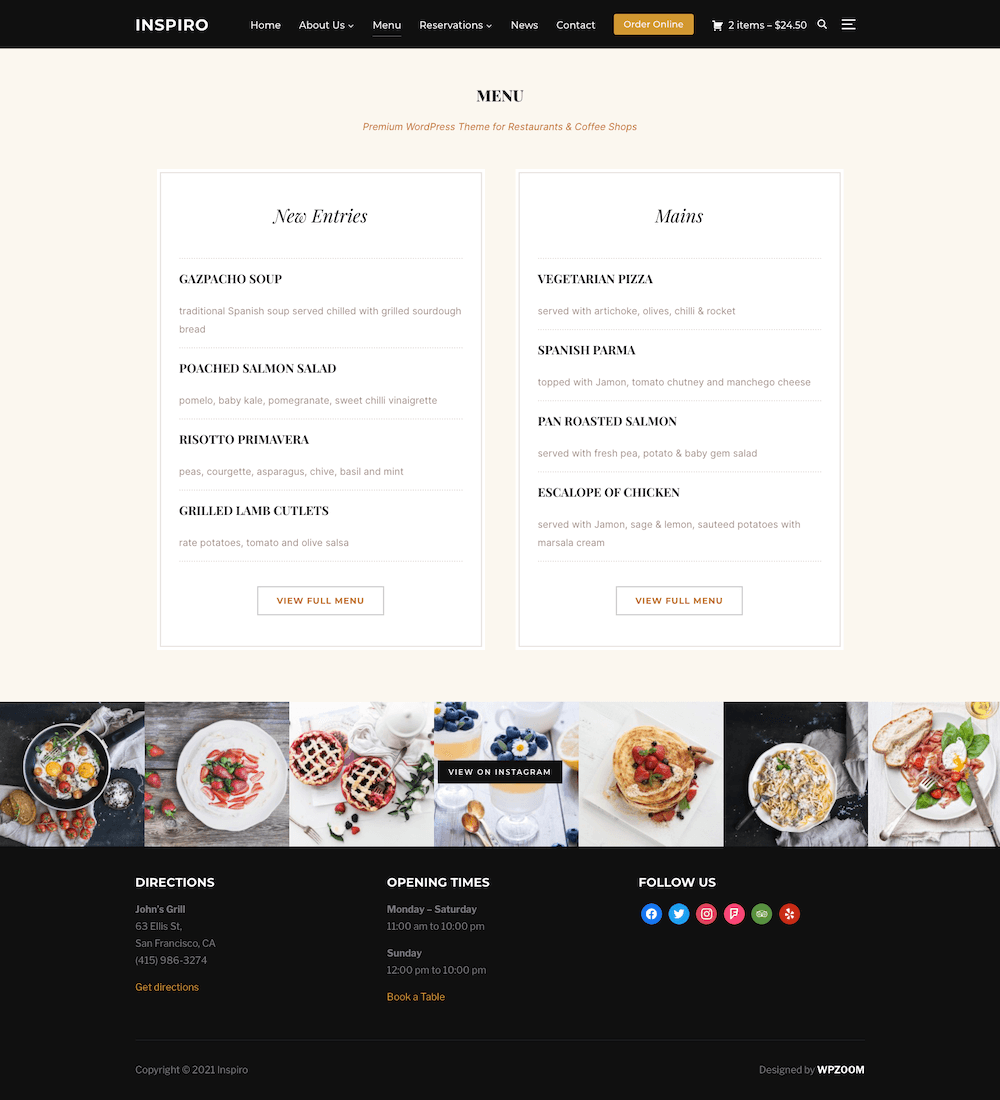 INSPIRO
Home About Us Menu Reservations News Contact Order Online 2 items – $24.50
MENU
Premium WordPress Theme for Restaurants & Coffee Shops
New Entries
GAZPACHO SOUP
traditional Spanish soup served chilled with grilled sourdough
bread
POACHED SALMON SALAD
pomelo, baby kale, pomegranate, sweet chilli vinaigrette
RISOTTO PRIMAVERA
peas, courgette, asparagus, chive, basil and mint
GRILLED LAMB CUTLETS
rate potatoes, tomato and olive salsa
VIEW FULL MENU
Mains
VEGETARIAN PIZZA
served with artichoke, olives, chilli & rocket
SPANISH PARMA
topped with Jamon, tomato chutney and manchego cheese
PAN ROASTED SALMON
served with fresh pea, potato & baby gem salad
ESCALOPE OF CHICKEN
served with Jamon, sage & lemon, sauteed potatoes with
marsala cream
VIEW FULL MENU
VIEW ON INSTAGRAM
DIRECTIONS
John's Grill
63 Ellis St,
San Francisco, CA
(415) 986-3274
Get directions
OPENING TIMES
Monday – Saturday
11:00 am to 10:00 pm
Sunday
12:00 pm to 10:00 pm
Book a Table
FOLLOW US
Copyright © 2021 Inspiro
Designed by WPZOOM